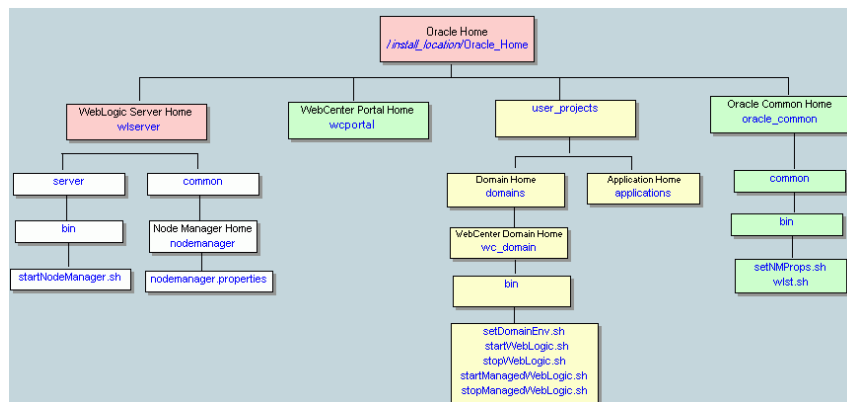 Oracle Home
/install_location/Oracle_Home
WebLogic Server Home
wlserver
WebCenter Portal Home
wcportal
user_projects
Oracle Common Home
oracle_common
server
common
Domain Home
domains
Application Home
applications
common
bin
Node Manager Home
nodemanager
WebCenter Domain Home
wc_domain
bin
startNodeManager.sh
nodemanager.properties
bin
setNMProps.sh
wlst.sh
setDomainEnv.sh
startWebLogic.sh
stopWebLogic.sh
startManagedWebLogic.sh
stopManagedWebLogic.sh